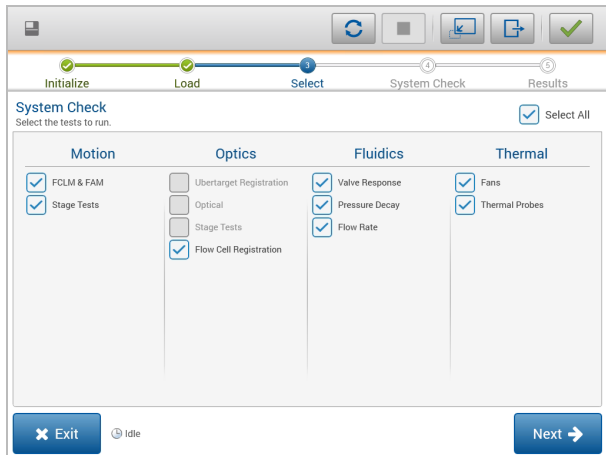 3
4
5
Initialize
Load
Select
System Check
Results
System Check
Select the tests to run.
Select All
Motion
Optics
Fluidics
Thermal
FCLM & FAM
Ubertarget Registration
Valve Response
Fans
Stage Tests
Optical
Pressure Decay
Thermal Probes
Stage Tests
Flow Rate
Flow Cell Registration
Exit
Idle
Next